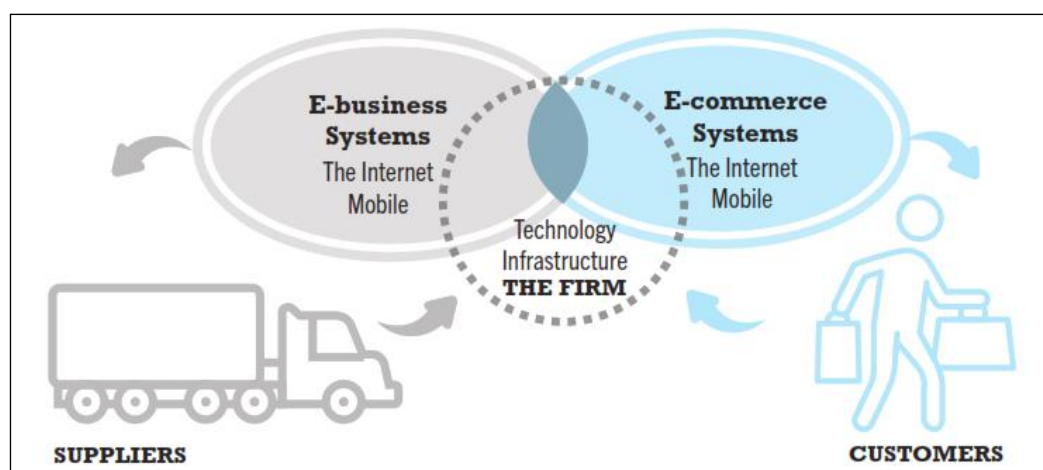 E-business
Systems
The Internet
Mobile
E-commerce
Systems
The Internet
Mobile
Technology
Infrastructure
THE FIRM
SUPPLIERS
CUSTOMERS